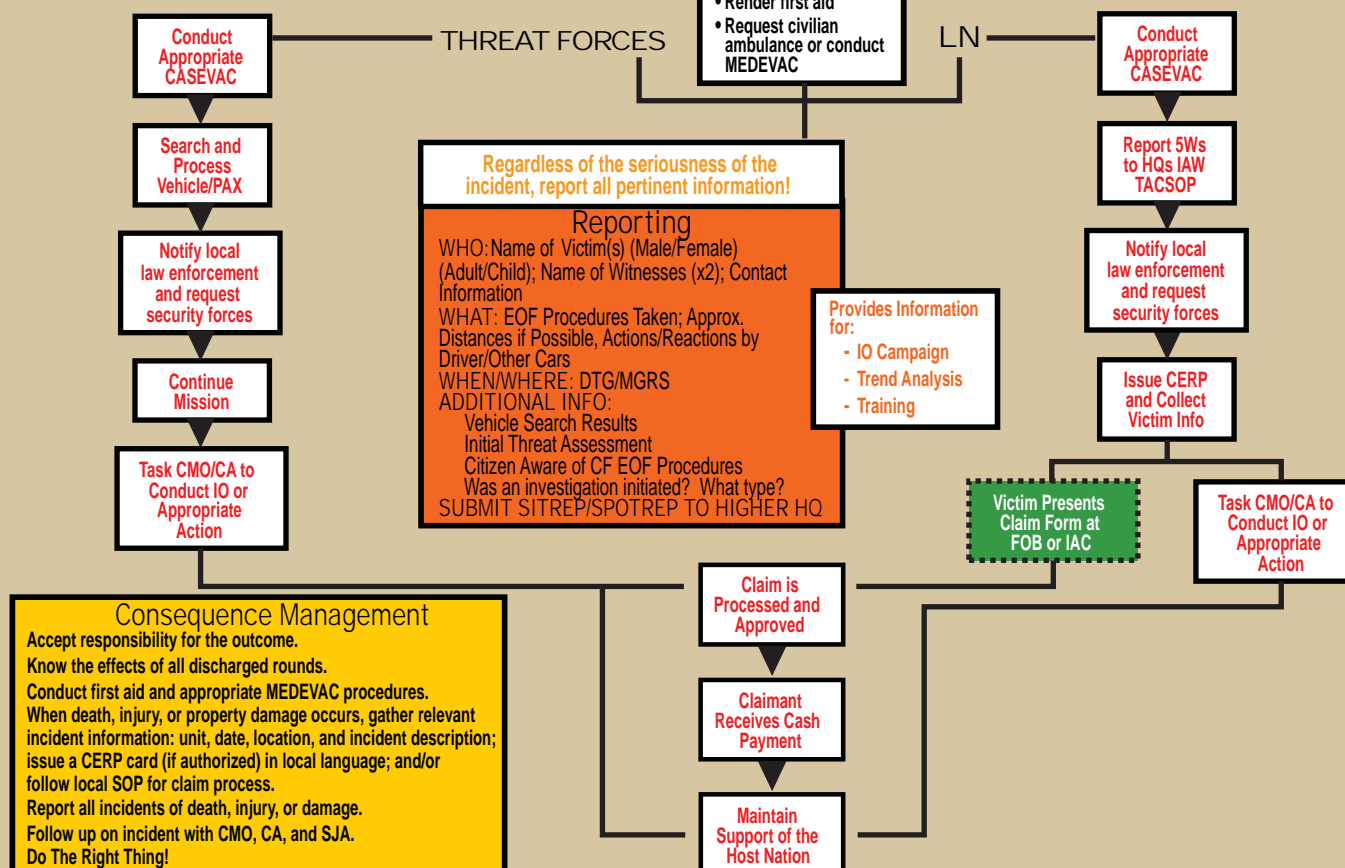 • Render first aid
• Request civilian
ambulance or conduct
MEDEVAC
THREAT FORCES
LN
Conduct
Appropriate
CASEVAC
Search and
Process
Vehicle/PAX
Notify local
law enforcement
and request
security forces
Continue
Mission
Task CMO/CA to
Conduct IO or
Appropriate
Action
Regardless of the seriousness of the
incident, report all pertinent information!
Reporting
WHO: Name of Victim(s) (Male/Female)
(Adult/Child); Name of Witnesses (x2); Contact
Information
WHAT: EOF Procedures Taken; Approx.
Distances if Possible, Actions/Reactions by
Driver/Other Cars
WHEN/WHERE: DTG/MGRS
ADDITIONAL INFO:
Vehicle Search Results
Initial Threat Assessment
Citizen Aware of CF EOF Procedures
Was an investigation initiated? What type?
SUBMIT SITREP/SPOTREP TO HIGHER HQ
Provides Information
for:
- IO Campaign
- Trend Analysis
- Training
Conduct
Appropriate
CASEVAC
Report 5Ws
to HQs IAW
TACSOP
Notify local
law enforcement
and request
security forces
Issue CERP
and Collect
Victim Info
Victim Presents
Claim Form at
FOB or IAC
Task CMO/CA to
Conduct IO or
Appropriate
Action
Claim is
Processed and
Approved
Claimant
Receives Cash
Payment
Maintain
Support of the
Host Nation
Consequence Management
Accept responsibility for the outcome.
Know the effects of all discharged rounds.
Conduct first aid and appropriate MEDEVAC procedures.
When death, injury, or property damage occurs, gather relevant
incident information: unit, date, location, and incident description;
issue a CERP card (if authorized) in local language; and/or
follow local SOP for claim process.
Report all incidents of death, injury, or damage.
Follow up on incident with CMO, CA, and SJA.
Do The Right Thing!